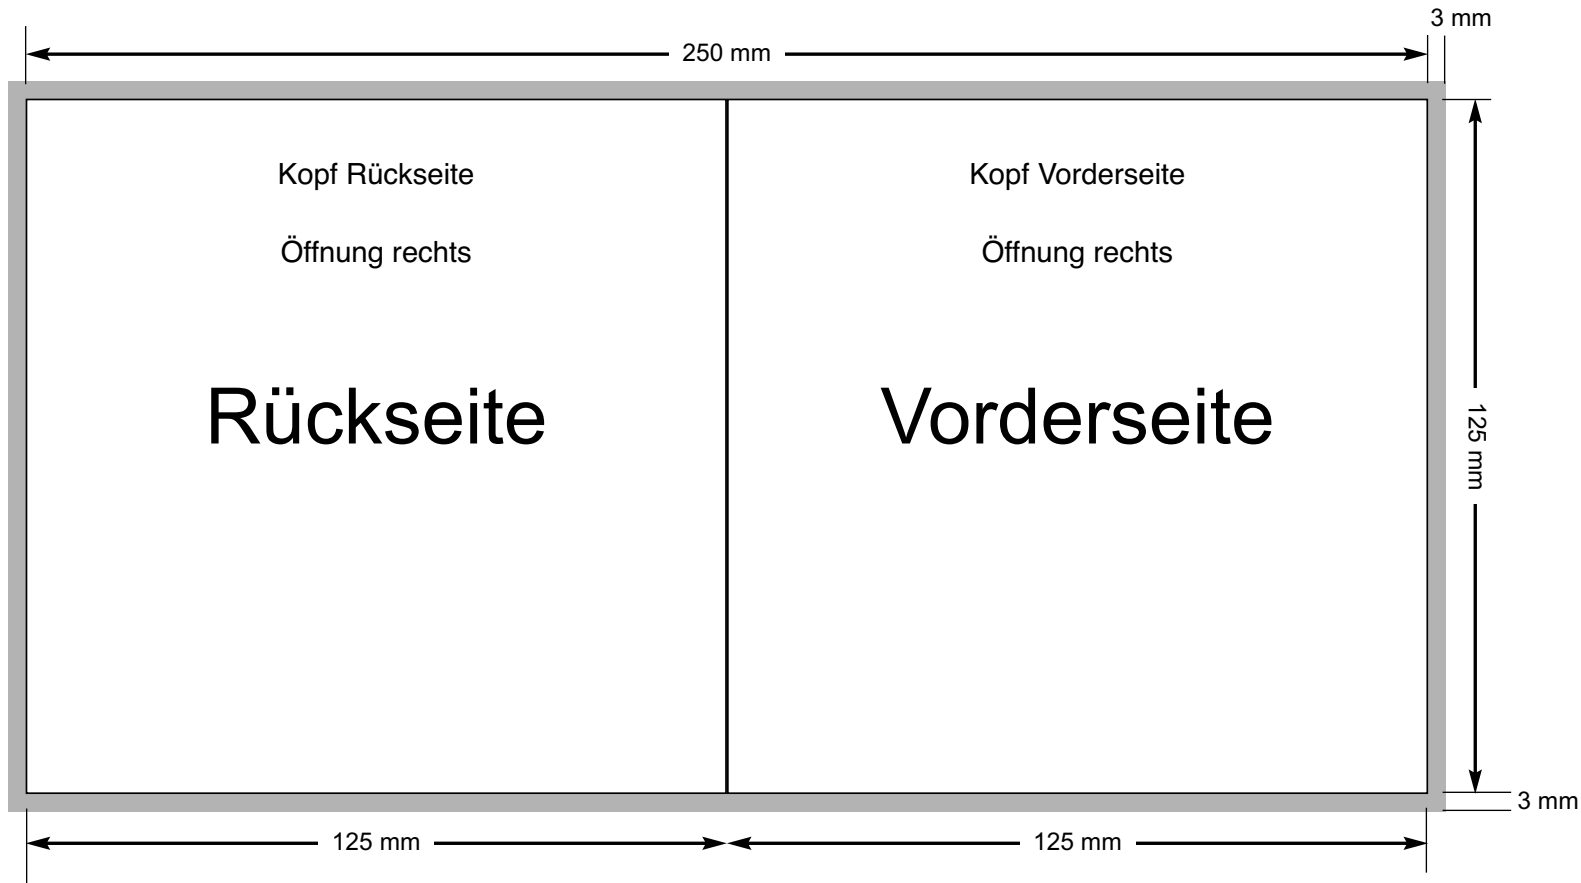 3 mm
250 mm
Kopf Rückseite
Kopf Vorderseite
Öffnung rechts
Öffnung rechts
Rückseite
Vorderseite
125 mm
3 mm
125 mm
125 mm